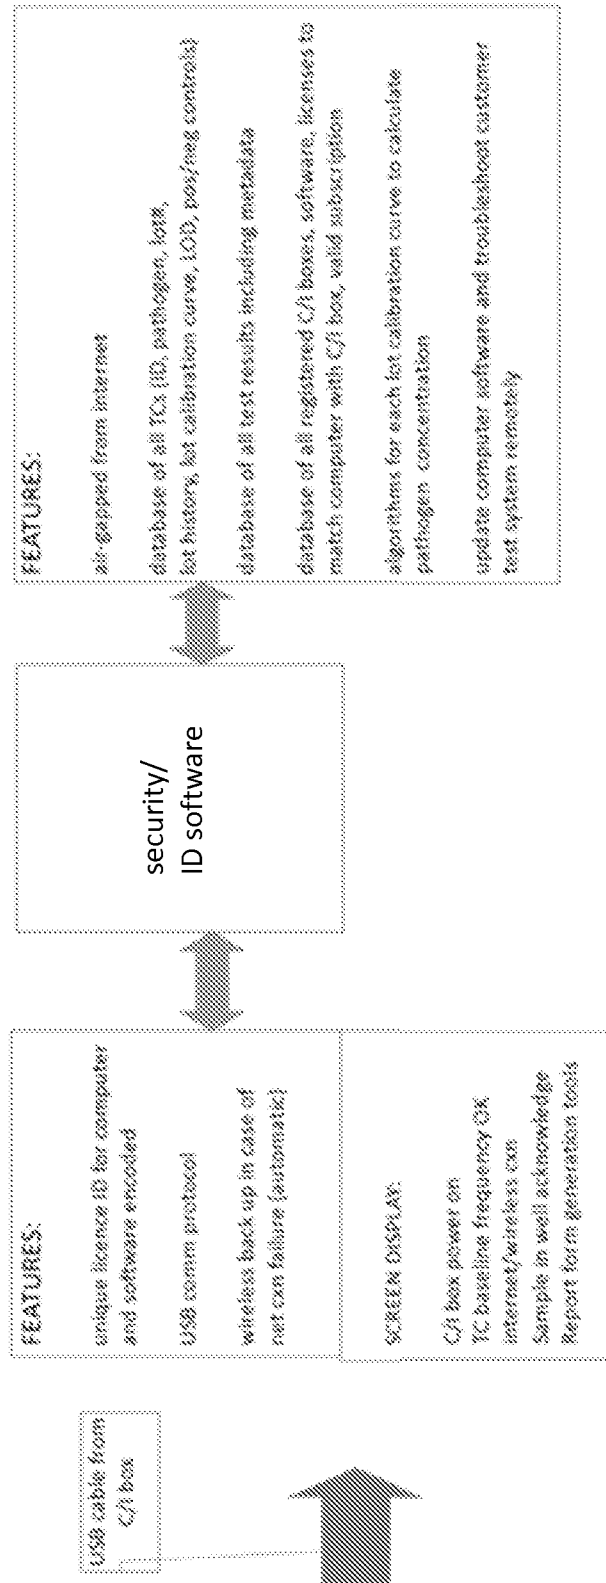 USB cable from
C/I box
FEATURES:
unique licence ID for computer
and software encoded
USB comm protocol
wireless back up in case of
net cxn failure (automatic)
SCREEN DISPLAY:
C/I box power on
TC baseline frequency OK
internet/wireless cxn
Sample in well acknowledge
Report form generation tools
security/
ID software
FEATURES:
air-gapped from internet
database of all TCs (ID, pathogen, lot#,
lot history, lot calibration curve, LOD, pos/neg controls)
database of all test results including metadata
database of all registered C/I boxes, software, licenses to
match computer with C/I box, valid subscription
algorithms for each lot calibration curve to calculate
pathogen concentration
update computer software and troubleshoot customer
test system remotely